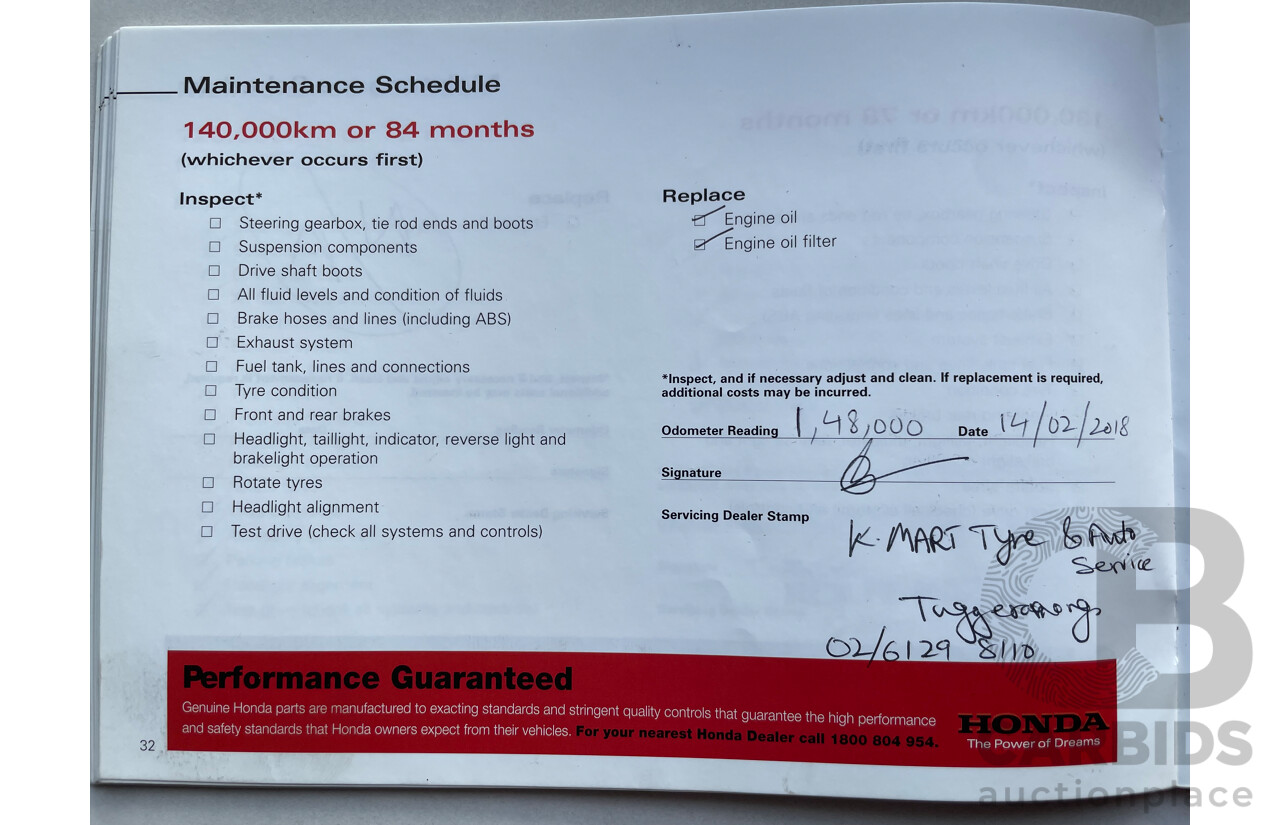 Maintenance Schedule
140,000km or 84 months
(whichever occurs first)
Inspect*
Steering gearbox, tie rod ends and boots
Suspension components
Drive shaft boots
All fluid levels and condition of fluids
Brake hoses and lines (including ABS)
Exhaust system
Fuel tank, lines and connections
Tyre condition
Front and rear brakes
Headlight, taillight, indicator, reverse light and
brakelight operation
Rotate tyres
Headlight alignment
Test drive (check all systems and controls)
Replace
Engine oil
Engine oil filter
*Inspect, and if necessary adjust and clean. If replacement is required,
additional costs may be incurred.
Odometer Reading 1,48,000 Date 14/02/2018
Signature
Servicing Dealer Stamp
K.MART Tyre & Auto
Service
Tuggeranong
02/6129 8110
Performance Guaranteed
Genuine Honda parts are manufactured to exacting standards and stringent quality controls that guarantee the high performance
and safety standards that Honda owners expect from their vehicles. For your nearest Honda Dealer call 1800 804 954.
HONDA
The Power of Dreams
32
CARBIDS
auctionplace